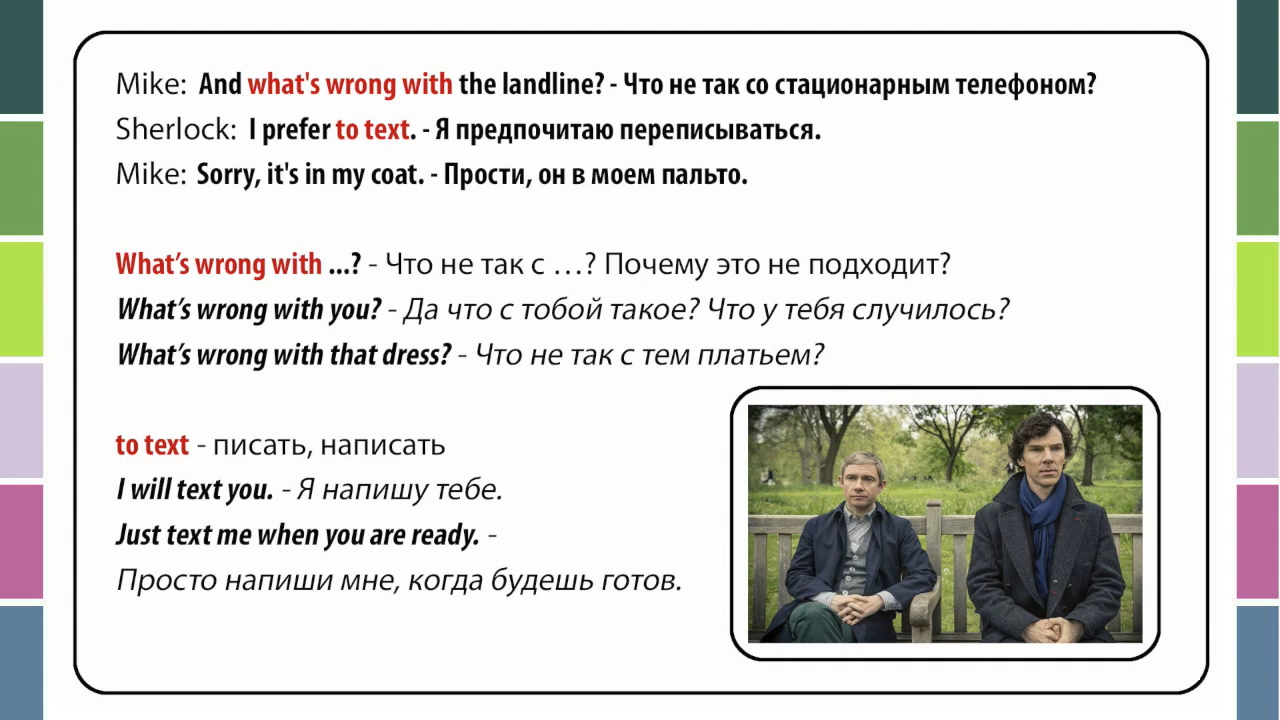 Mike: And what's wrong with the landline? - Что не так со стационарным телефоном?
Sherlock: I prefer to text. - Я предпочитаю переписываться.
Mike: Sorry, it's in my coat. - Прости, он в моем пальто.
What’s wrong with ...? - Что не так с …? Почему это не подходит?
What’s wrong with you? - Да что с тобой такое? Что у тебя случилось?
What’s wrong with that dress? - Что не так с тем платьем?
to text - писать, написать
I will text you. - Я напишу тебе.
Just text me when you are ready. -
Просто напиши мне, когда будешь готов.